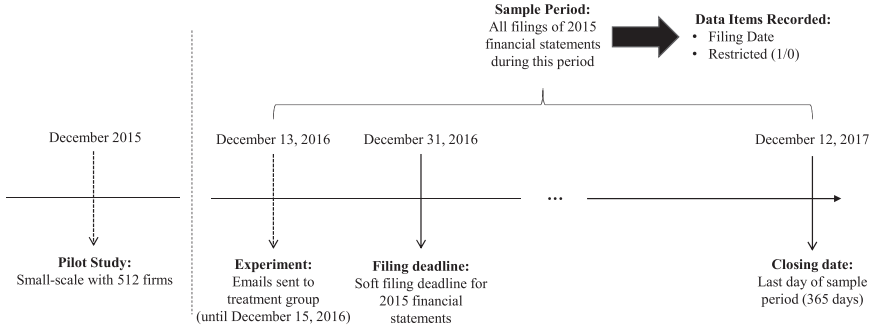 Sample Period:
All filings of 2015
financial statements
during this period
Data Items Recorded:
• Filing Date
• Restricted (1/0)
December 2015
December 13, 2016
December 31, 2016
December 12, 2017
...
Pilot Study:
Small-scale with 512 firms
Experiment:
Emails sent to
treatment group
(until December 15, 2016)
Filing deadline:
Soft filing deadline for
2015 financial
statements
Closing date:
Last day of sample
period (365 days)